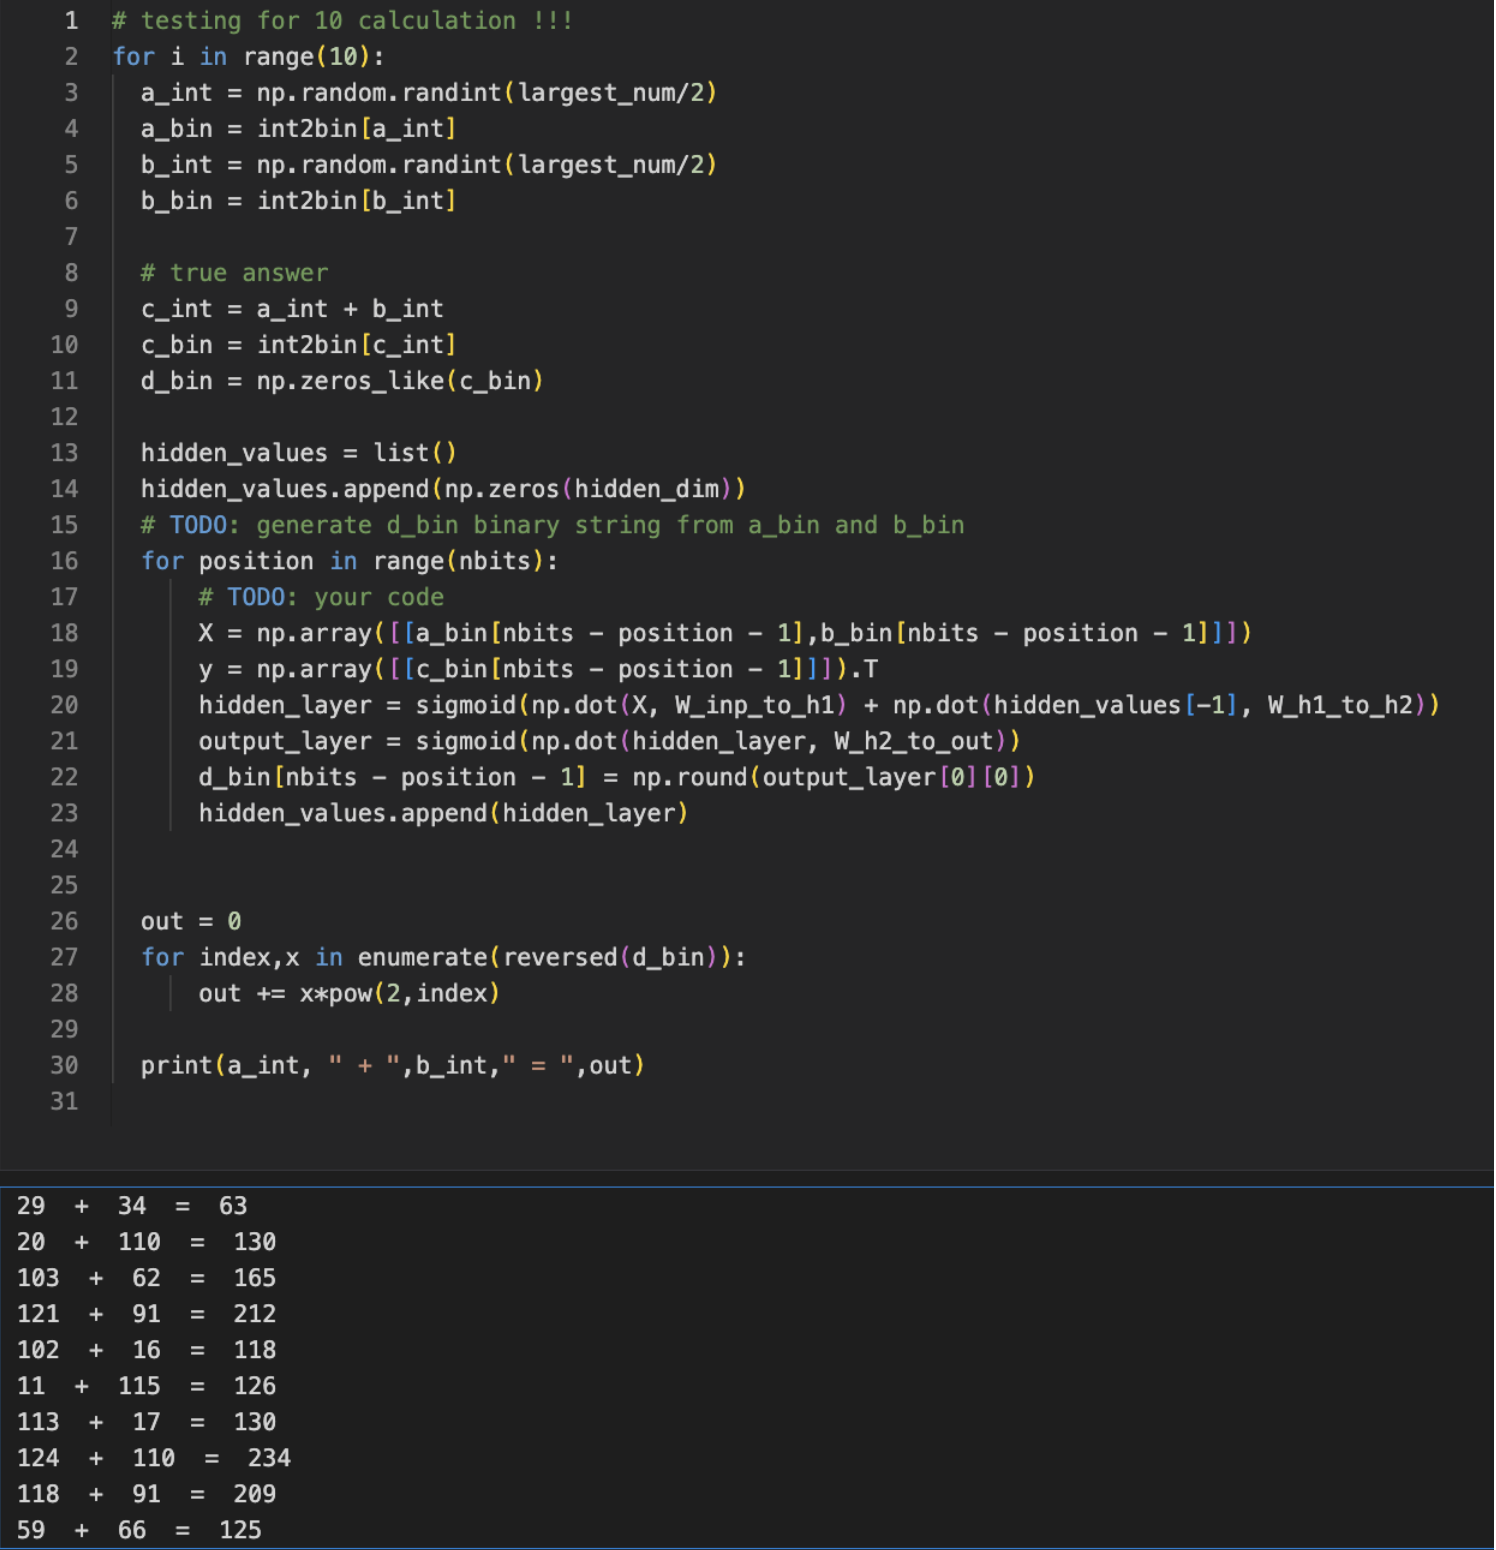 1 # testing for 10 calculation !!!
2 for i in range(10):
3   a_int = np.random.randint(largest_num/2)
4   a_bin = int2bin[a_int]
5   b_int = np.random.randint(largest_num/2)
6   b_bin = int2bin[b_int]
7
8   # true answer
9   c_int = a_int + b_int
10   c_bin = int2bin[c_int]
11   d_bin = np.zeros_like(c_bin)
12
13   hidden_values = list()
14   hidden_values.append(np.zeros(hidden_dim))
15   # TODO: generate d_bin binary string from a_bin and b_bin
16   for position in range(nbits):
17       # TODO: your code
18       X = np.array([[a_bin[nbits - position - 1],b_bin[nbits - position - 1]]])
19       y = np.array([[c_bin[nbits - position - 1]]]).T
20       hidden_layer = sigmoid(np.dot(X, W_inp_to_h1) + np.dot(hidden_values[-1], W_h1_to_h2))
21       output_layer = sigmoid(np.dot(hidden_layer, W_h2_to_out))
22       d_bin[nbits - position - 1] = np.round(output_layer[0][0])
23       hidden_values.append(hidden_layer)
24
25
26   out = 0
27   for index,x in enumerate(reversed(d_bin)):
28       out += x*pow(2,index)
29
30   print(a_int, " + ",b_int," = ",out)
31
29  +  34  =  63
20  +  110  =  130
103  +  62  =  165
121  +  91  =  212
102  +  16  =  118
11  +  115  =  126
113  +  17  =  130
124  +  110  =  234
118  +  91  =  209
59  +  66  =  125